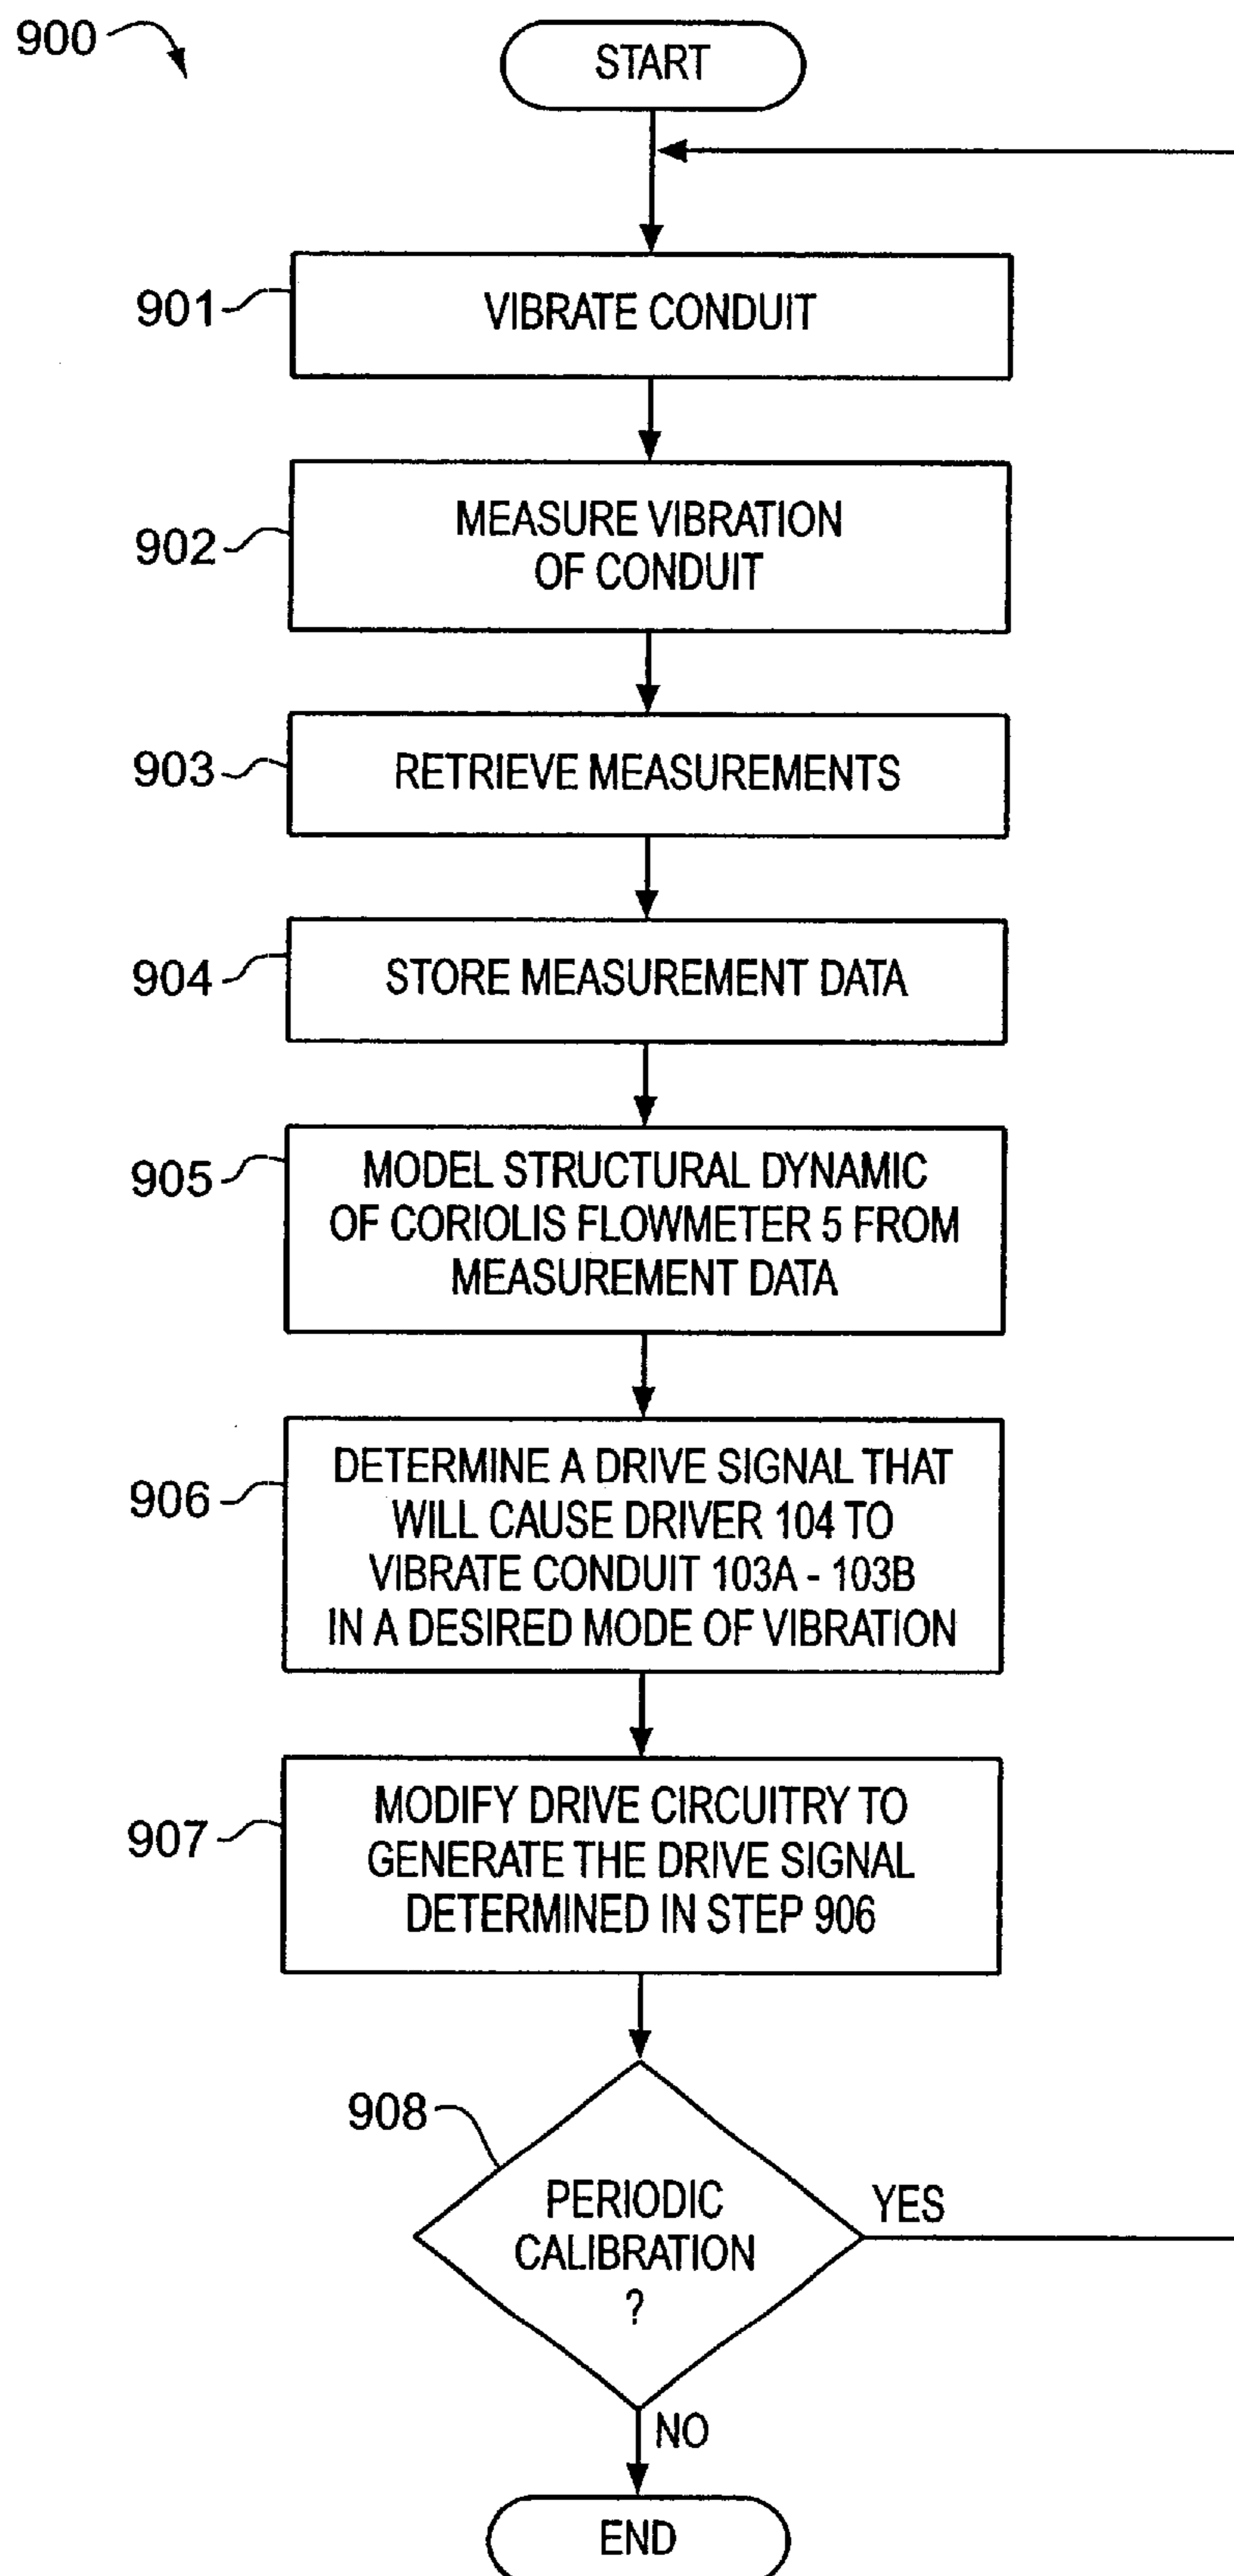 900
START
901
VIBRATE CONDUIT
902
MEASURE VIBRATION
OF CONDUIT
903
RETRIEVE MEASUREMENTS
904
STORE MEASUREMENT DATA
905
MODEL STRUCTURAL DYNAMIC
OF CORIOLIS FLOWMETER 5 FROM
MEASUREMENT DATA
906
DETERMINE A DRIVE SIGNAL THAT
WILL CAUSE DRIVER 104 TO
VIBRATE CONDUIT 103A - 103B
IN A DESIRED MODE OF VIBRATION
907
MODIFY DRIVE CIRCUITRY TO
GENERATE THE DRIVE SIGNAL
DETERMINED IN STEP 906
908
PERIODIC
CALIBRATION
?
YES
NO
END